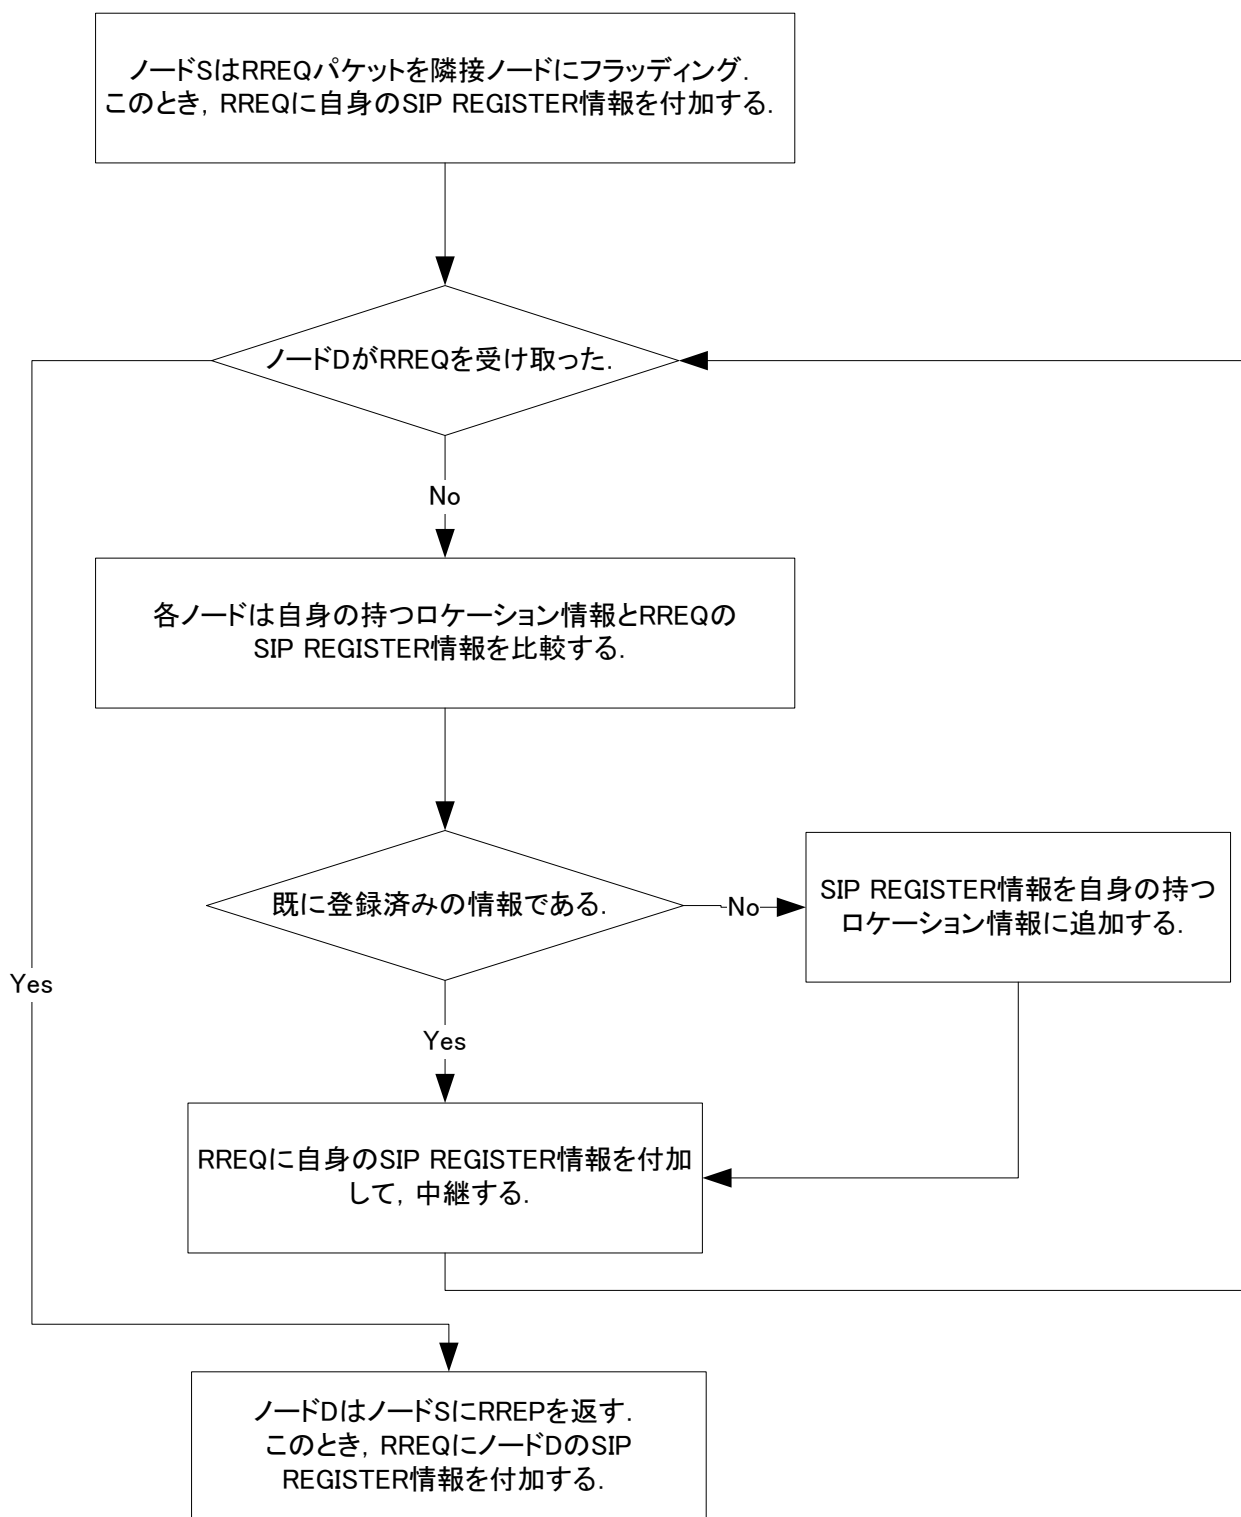 ノードSはRREQパケットを隣接ノードにフラッディング.
このとき, RREQに自身のSIP REGISTER情報を付加する.
ノードDがRREQを受け取った.
No
各ノードは自身の持つロケーション情報とRREQの
SIP REGISTER情報を比較する.
既に登録済みの情報である.
No
SIP REGISTER情報を自身の持つ
ロケーション情報に追加する.
Yes
Yes
RREQに自身のSIP REGISTER情報を付加
して, 中継する.
ノードDはノードSにRREPを返す.
このとき, RREQにノードDのSIP
REGISTER情報を付加する.